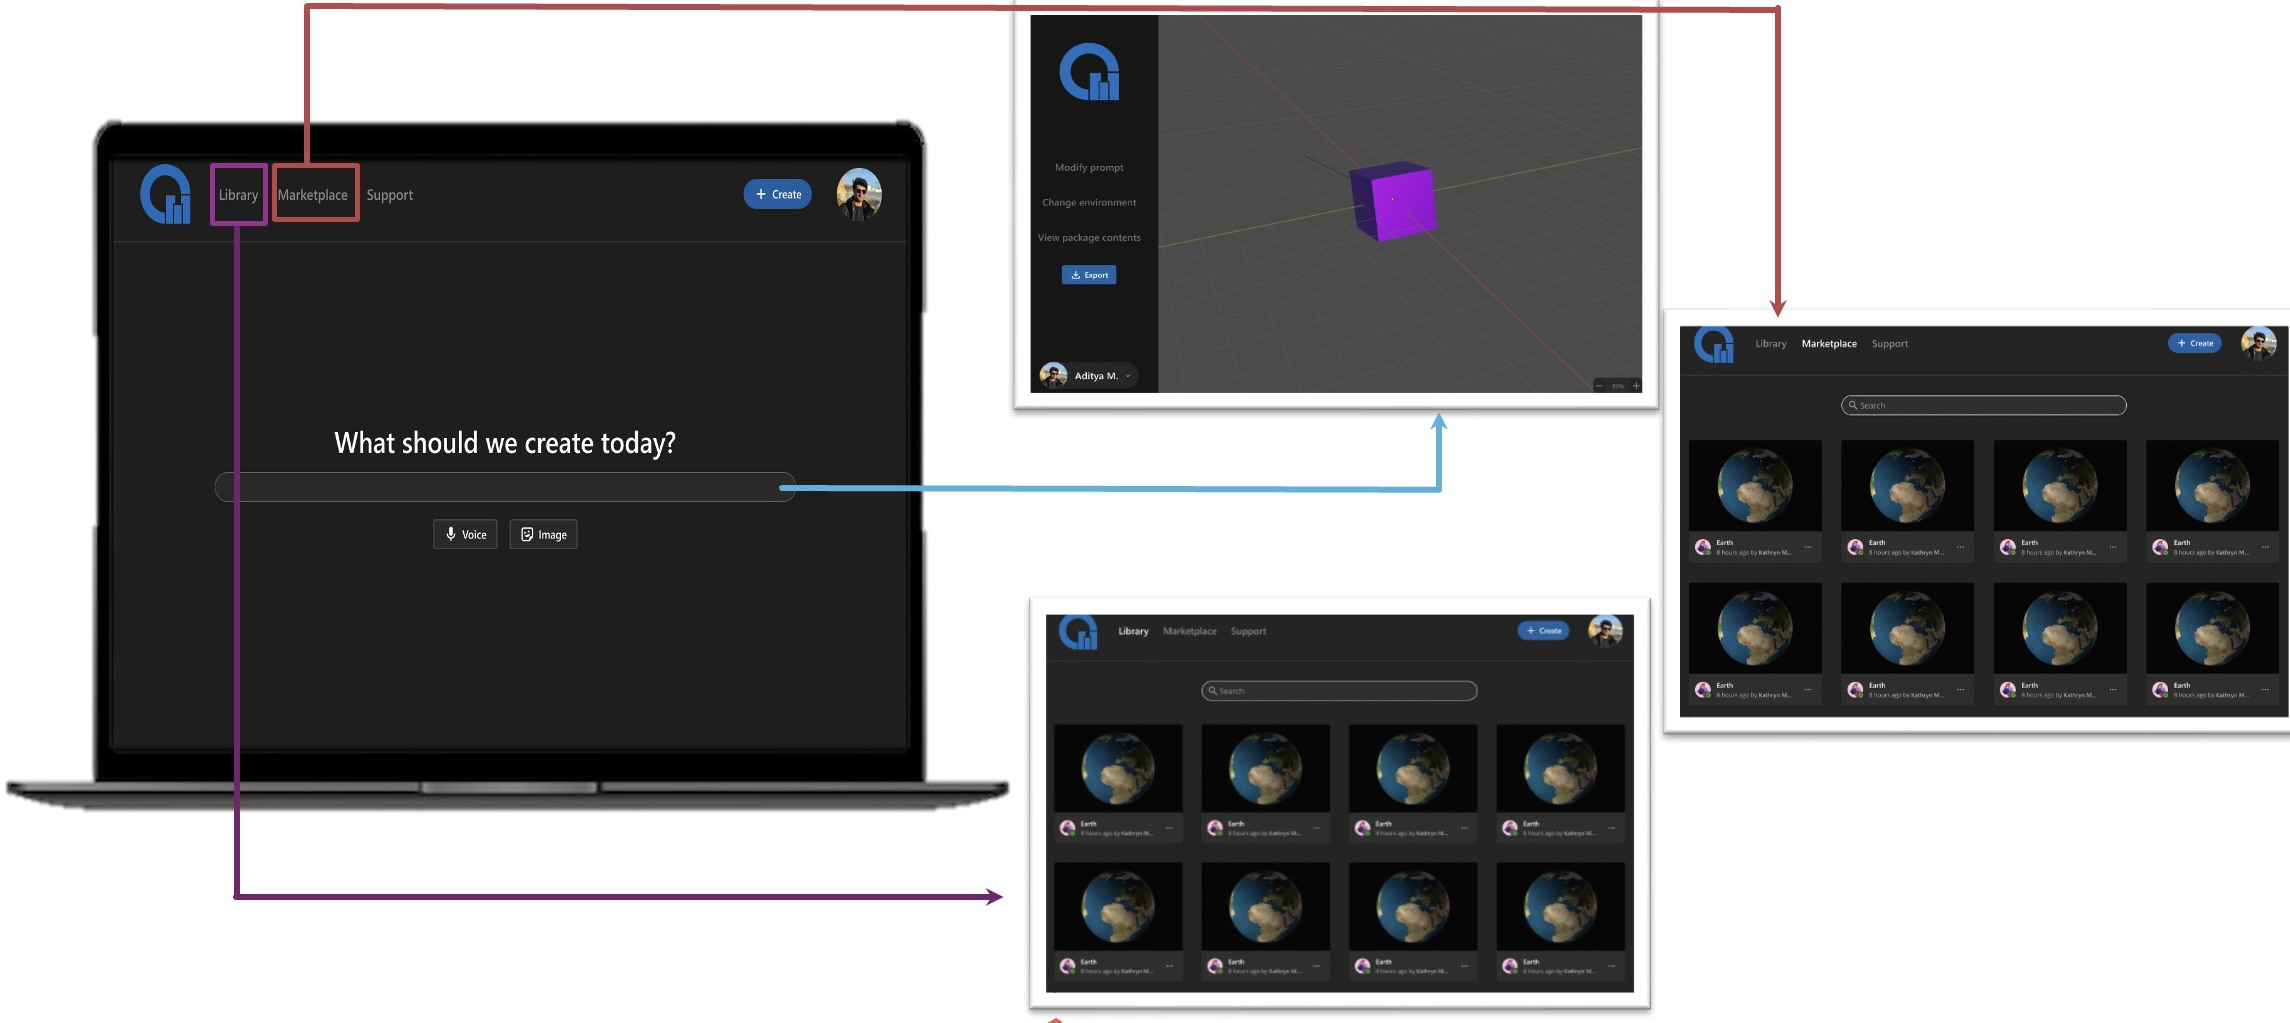 Library Marketplace Support
+ Create
What should we create today?
Voice Image
Modify prompt
Change environment
View package contents
Export
Aditya M.
Library Marketplace Support
+ Create
Search
Earth Earth Earth Earth
8 hours ago by Kathryn M... 8 hours ago by Kathryn M... 8 hours ago by Kathryn M... 8 hours ago by Kathryn M...
Earth Earth Earth Earth
8 hours ago by Kathryn M... 8 hours ago by Kathryn M... 8 hours ago by Kathryn M... 8 hours ago by Kathryn M...
Library Marketplace Support
+ Create
Search
Earth Earth Earth Earth
8 hours ago by Kathryn M... 8 hours ago by Kathryn M... 8 hours ago by Kathryn M... 8 hours ago by Kathryn M...
Earth Earth Earth Earth
8 hours ago by Kathryn M... 8 hours ago by Kathryn M... 8 hours ago by Kathryn M... 8 hours ago by Kathryn M...